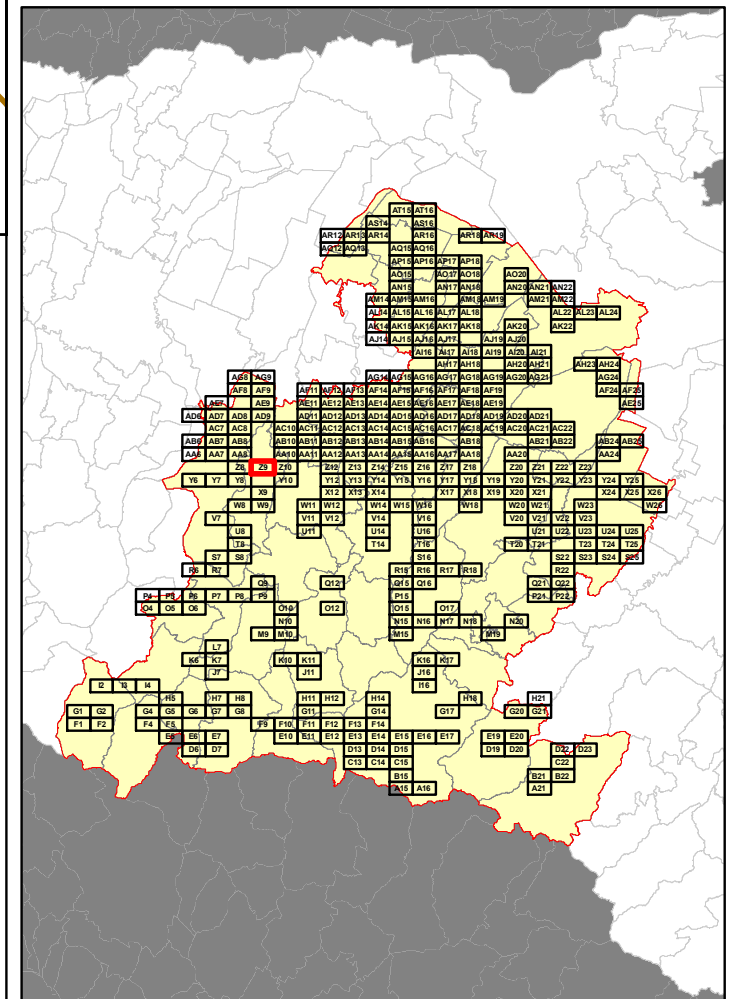 AT15 AT16
AS14 AS16
AR12 AR13 AR14 AR16 AR18 AR19
AQ12 AQ13 AQ15 AQ16
AP15 AP16 AP17 AP18
AO15 AO17 AO18 AO20
AN15 AN17 AN18 AN20 AN21 AN22
AM14 AM15 AM16 AM18 AM19 AM21 AM22
AL14 AL15 AL16 AL17 AL18 AL22 AL23 AL24
AK14 AK15 AK16 AK17 AK18 AK20 AK22
AJ14 AJ15 AJ16 AJ17 AJ19 AJ20
AI16 AI17 AI18 AI19 AI20 AI21
AH17 AH18 AH20 AH21 AH23 AH24
AG8 AG9 AG14 AG15 AG16 AG17 AG18 AG19 AG20 AG21 AG24
AF8 AF9 AF11 AF12 AF13 AF14 AF15 AF16 AF17 AF18 AF19 AF24 AF25
AE7 AE9 AE11 AE12 AE13 AE14 AE15 AE16 AE17 AE18 AE19 AE25
AD6 AD7 AD8 AD9 AD11 AD12 AD13 AD14 AD15 AD16 AD17 AD18 AD19 AD20 AD21
AC7 AC8 AC10 AC11 AC12 AC13 AC14 AC15 AC16 AC17 AC18 AC19 AC20 AC21 AC22
AB6 AB7 AB8 AB10 AB11 AB12 AB13 AB14 AB15 AB16 AB17 AB18 AB21 AB22 AB24 AB25
AA6 AA7 AA8 AA10 AA11 AA12 AA13 AA14 AA15 AA16 AA17 AA18 AA20 AA24
Z8 Z9 Z10 Z12 Z13 Z14 Z15 Z16 Z17 Z18 Z20 Z21 Z22 Z23
Y6 Y7 Y8 Y10 Y12 Y13 Y14 Y15 Y16 Y17 Y18 Y19 Y20 Y21 Y22 Y23 Y24 Y25
X9 X12 X13 X14 X17 X18 X19 X20 X21 X24 X25 X26
W8 W9 W11 W12 W14 W15 W16 W18 W20 W21 W23 W26
V7 V11 V12 V14 V16 V20 V21 V22 V23
U8 U11 U14 U16 U21 U22 U23 U24 U25
T8 T14 T16 T20 T21 T23 T24 T25
S7 S8 S16 S22 S23 S24 S25
R6 R7 R15 R16 R17 R18 R22
Q9 Q12 Q15 Q16 Q21 Q22
P4 P5 P6 P7 P8 P9 P15 P21 P22
O4 O5 O6 O10 O12 O15 O17
N10 N15 N16 N17 N18 N20
M9 M10 M15 M19
L7
K6 K7 K10 K11 K16 K17
J7 J11 J16
I2 I3 I4 I16
H5 H7 H8 H11 H12 H14 H18 H21
G1 G2 G4 G5 G6 G7 G8 G11 G14 G17 G20 G21
F1 F2 F4 F5 F9 F10 F11 F12 F13 F14
E5 E6 E7 E10 E11 E12 E13 E14 E15 E16 E17 E19 E20
D6 D7 D13 D14 D15 D19 D20 D22 D23
C13 C14 C15 C22
B15 B21 B22
A15 A16 A21